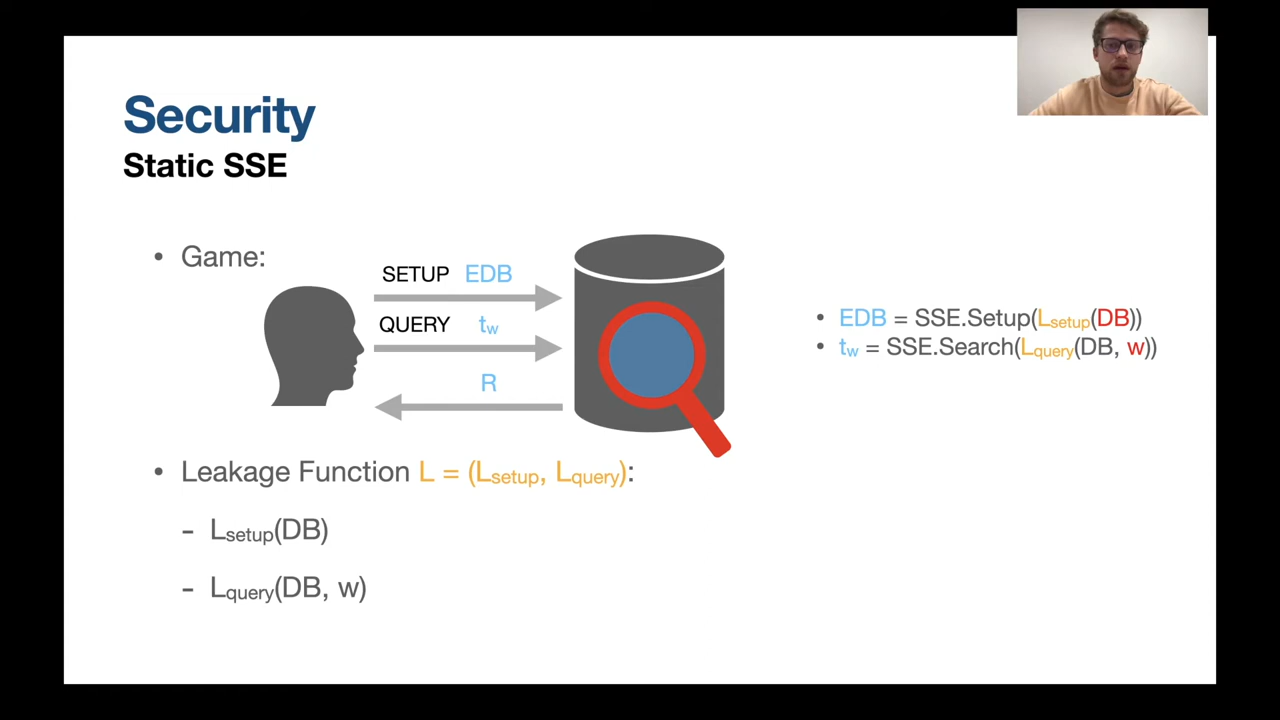 Security
Static SSE
• Game:
SETUP EDB
QUERY tw
R
• EDB = SSE.Setup(Lsetup(DB))
• tw = SSE.Search(Lquery(DB, w))
• Leakage Function L = (Lsetup, Lquery):
- Lsetup(DB)
- Lquery(DB, w)